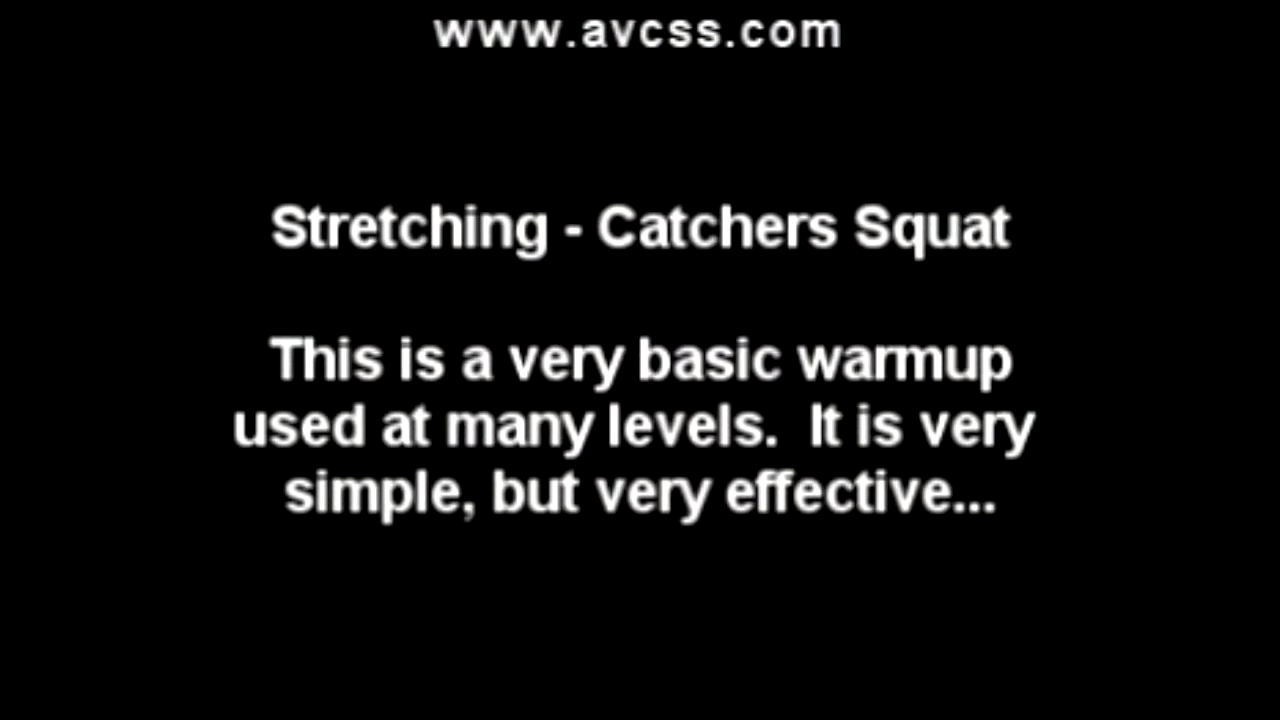 www.avcss.com
Stretching - Catchers Squat
This is a very basic warmup
used at many levels.  It is very
simple, but very effective...